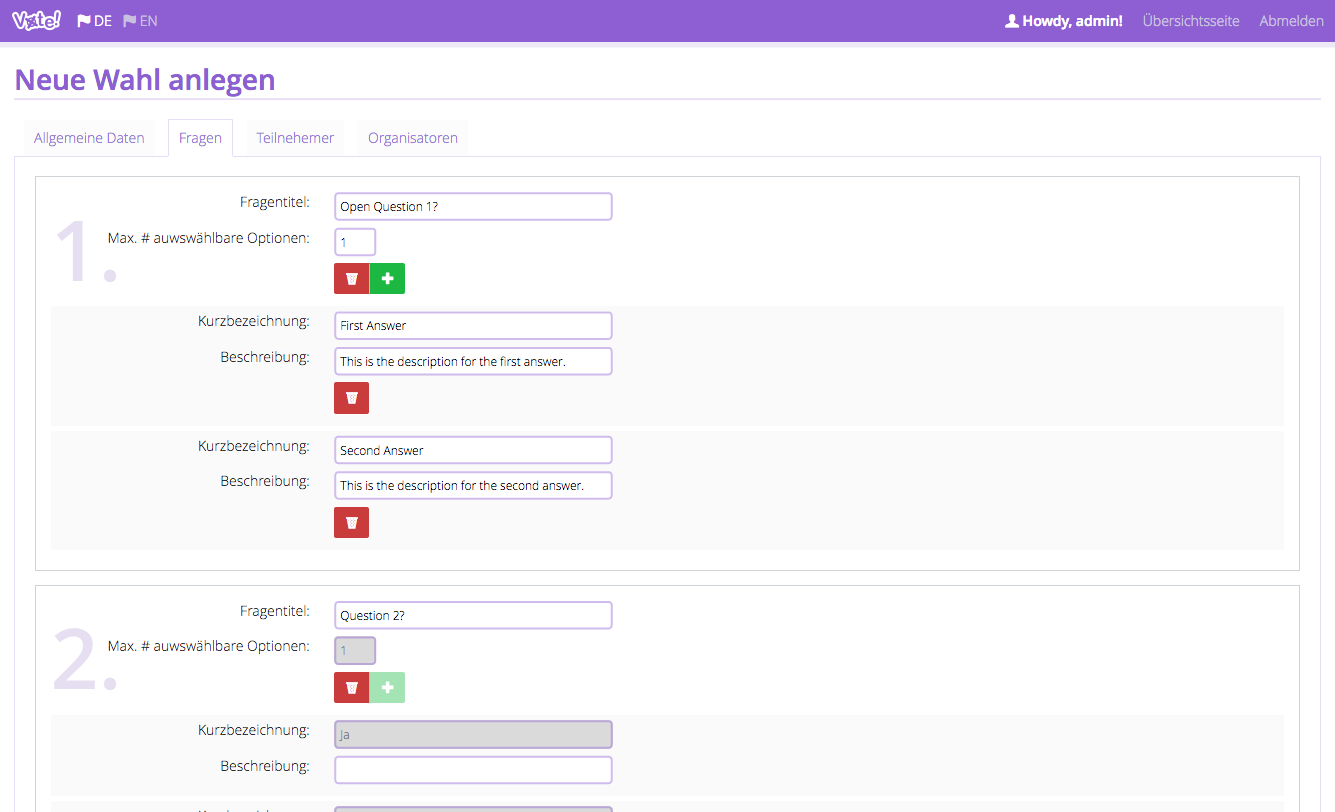 Vote! DE EN Howdy, admin! Übersichtsseite Abmelden
Neue Wahl anlegen
Allgemeine Daten Fragen Teilnehemer Organisatoren
1.
Fragentitel: Open Question 1?
Max. # auwswählbare Optionen: 1
Kurzbezeichnung: First Answer
Beschreibung: This is the description for the first answer.
Kurzbezeichnung: Second Answer
Beschreibung: This is the description for the second answer.
2.
Fragentitel: Question 2?
Max. # auwswählbare Optionen: 1
Kurzbezeichnung: Ja
Beschreibung: